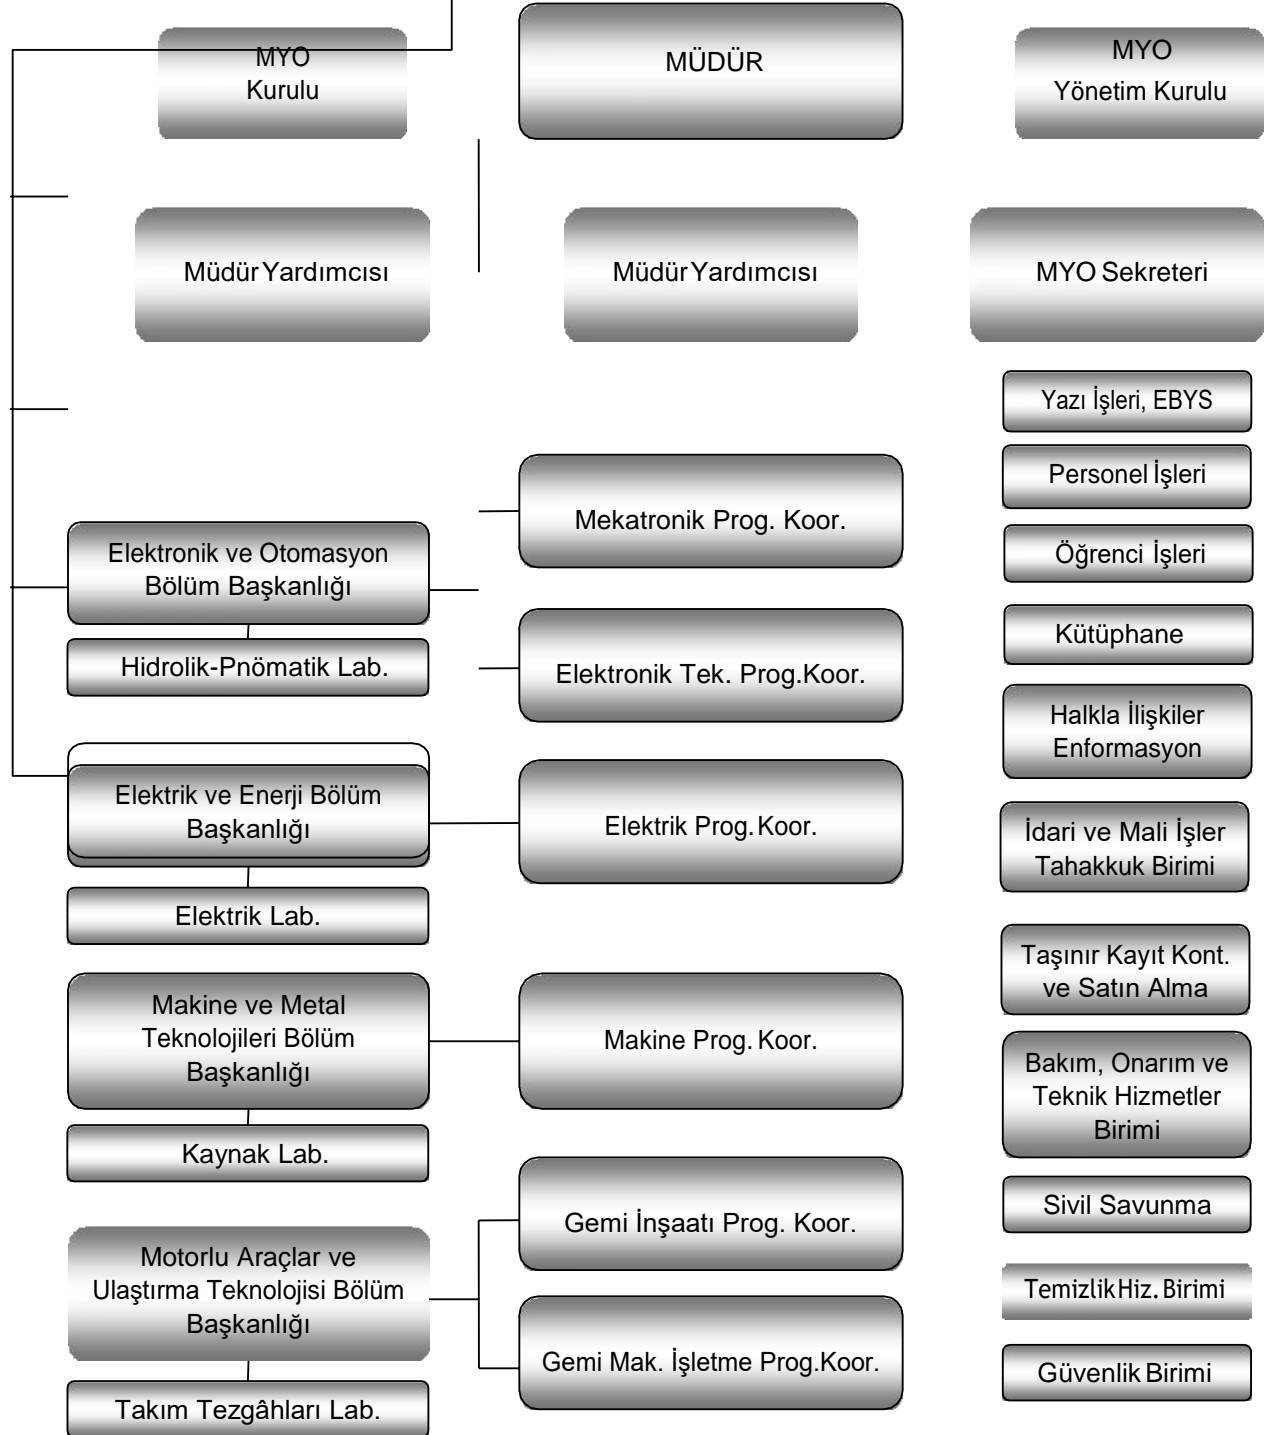 MYO
Kurulu
MÜDÜR
MYO
Yönetim Kurulu
Müdür Yardımcısı
Müdür Yardımcısı
MYO Sekreteri
Yazı İşleri, EBYS
Personel İşleri
Öğrenci İşleri
Kütüphane
Halkla İlişkiler
Enformasyon
İdari ve Mali İşler
Tahakkuk Birimi
Taşınır Kayıt Kont.
ve Satın Alma
Bakım, Onarım ve
Teknik Hizmetler
Birimi
Sivil Savunma
Temizlik Hiz. Birimi
Güvenlik Birimi
Elektronik ve Otomasyon
Bölüm Başkanlığı
Hidrolik-Pnömatik Lab.
Mekatronik Prog. Koor.
Elektronik Tek. Prog.Koor.
Elektrik ve Enerji Bölüm
Başkanlığı
Elektrik Lab.
Elektrik Prog. Koor.
Makine ve Metal
Teknolojileri Bölüm
Başkanlığı
Kaynak Lab.
Makine Prog. Koor.
Motorlu Araçlar ve
Ulaştırma Teknolojisi Bölüm
Başkanlığı
Takım Tezgâhları Lab.
Gemi İnşaatı Prog. Koor.
Gemi Mak. İşletme Prog.Koor.